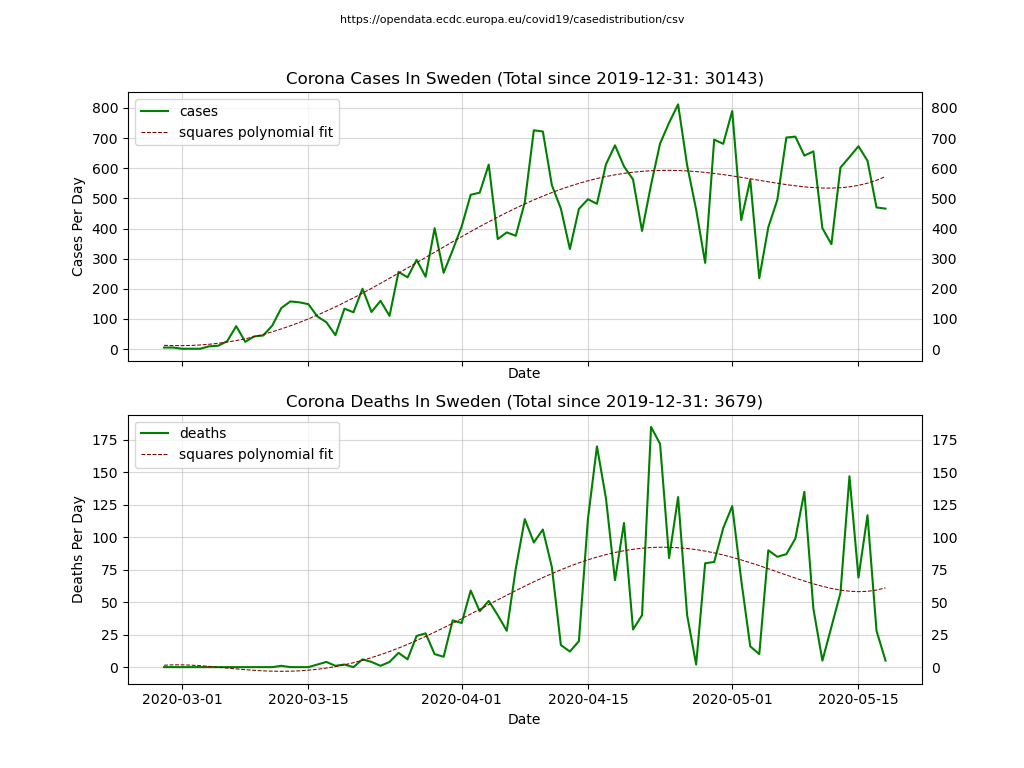 https://opendata.ecdc.europa.eu/covid19/casedistribution/csv
Corona Cases In Sweden (Total since 2019-12-31: 30143)
cases
squares polynomial fit
Cases Per Day
800
700
600
500
400
300
200
100
0
800
700
600
500
400
300
200
100
0
Date
Corona Deaths In Sweden (Total since 2019-12-31: 3679)
deaths
squares polynomial fit
Deaths Per Day
175
150
125
100
75
50
25
0
175
150
125
100
75
50
25
0
2020-03-01 2020-03-15 2020-04-01 2020-04-15 2020-05-01 2020-05-15
Date